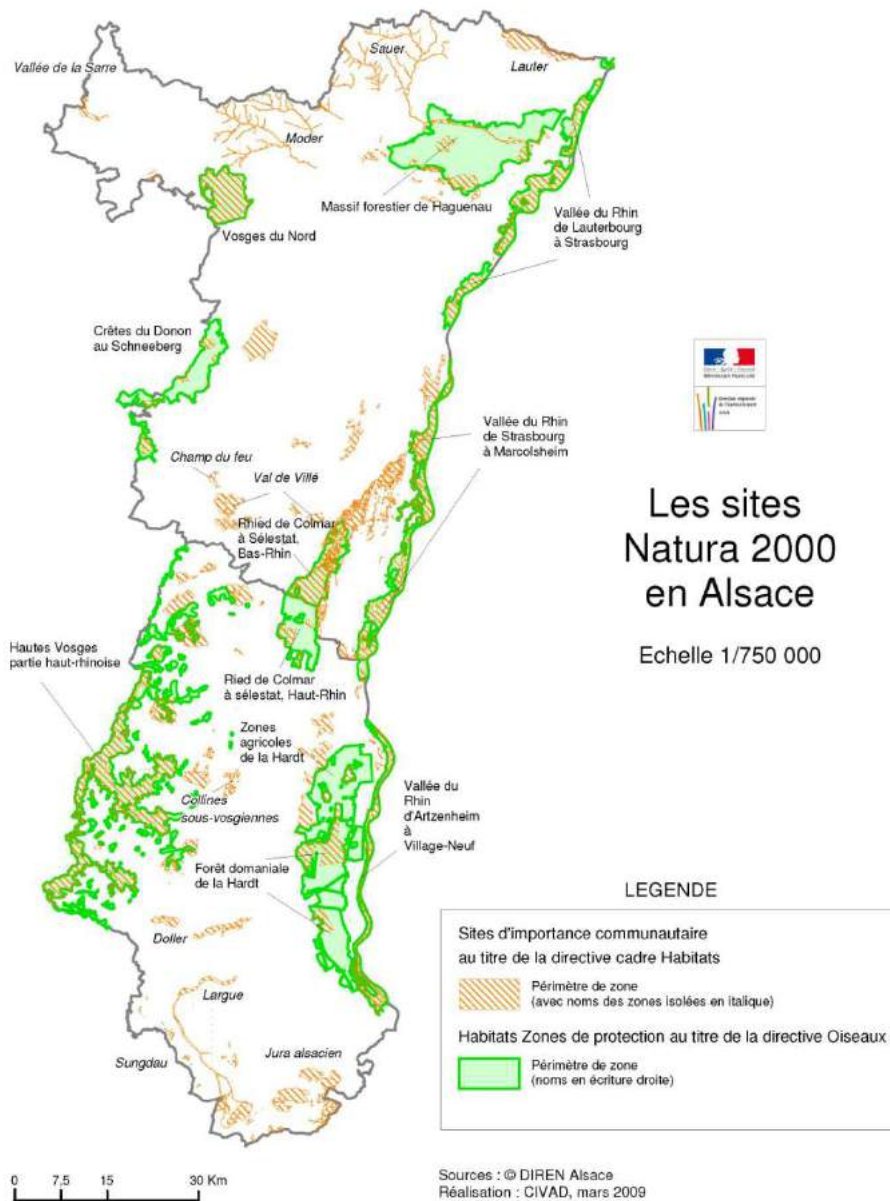 Sauer
Vallée de la Sarre
Lauter
Moder
Massif forestier de Haguenau
Vallée du Rhin
de Lauterbourg
à Strasbourg
Vosges du Nord
Crêtes du Donon
au Schneeberg
Vallée du Rhin
de Strasbourg
à Marcolsheim
Champ du feu
Val de Villé
Rhied de Colmar
à Sélestat,
Bas-Rhin
Les sites
Natura 2000
en Alsace
Echelle 1/750 000
Hautes Vosges
partie haut-rhinoise
Ried de Colmar
à sélestat, Haut-Rhin
Zones
agricoles
de la Hardt
Collines
sous-vosgiennes
Vallée du
Rhin
d'Artzenheim
à
Village-Neuf
Forêt domaniale
de la Hardt
Doller
Largue
Sungdau
Jura alsacien
LEGENDE
Sites d'importance communautaire
au titre de la directive cadre Habitats
Périmètre de zone
(avec noms des zones isolées en italique)
Habitats Zones de protection au titre de la directive Oiseaux
Périmètre de zone
(noms en écriture droite)
0 7.5 15 30 Km
Sources : © DIREN Alsace
Réalisation : CIVAD, mars 2009